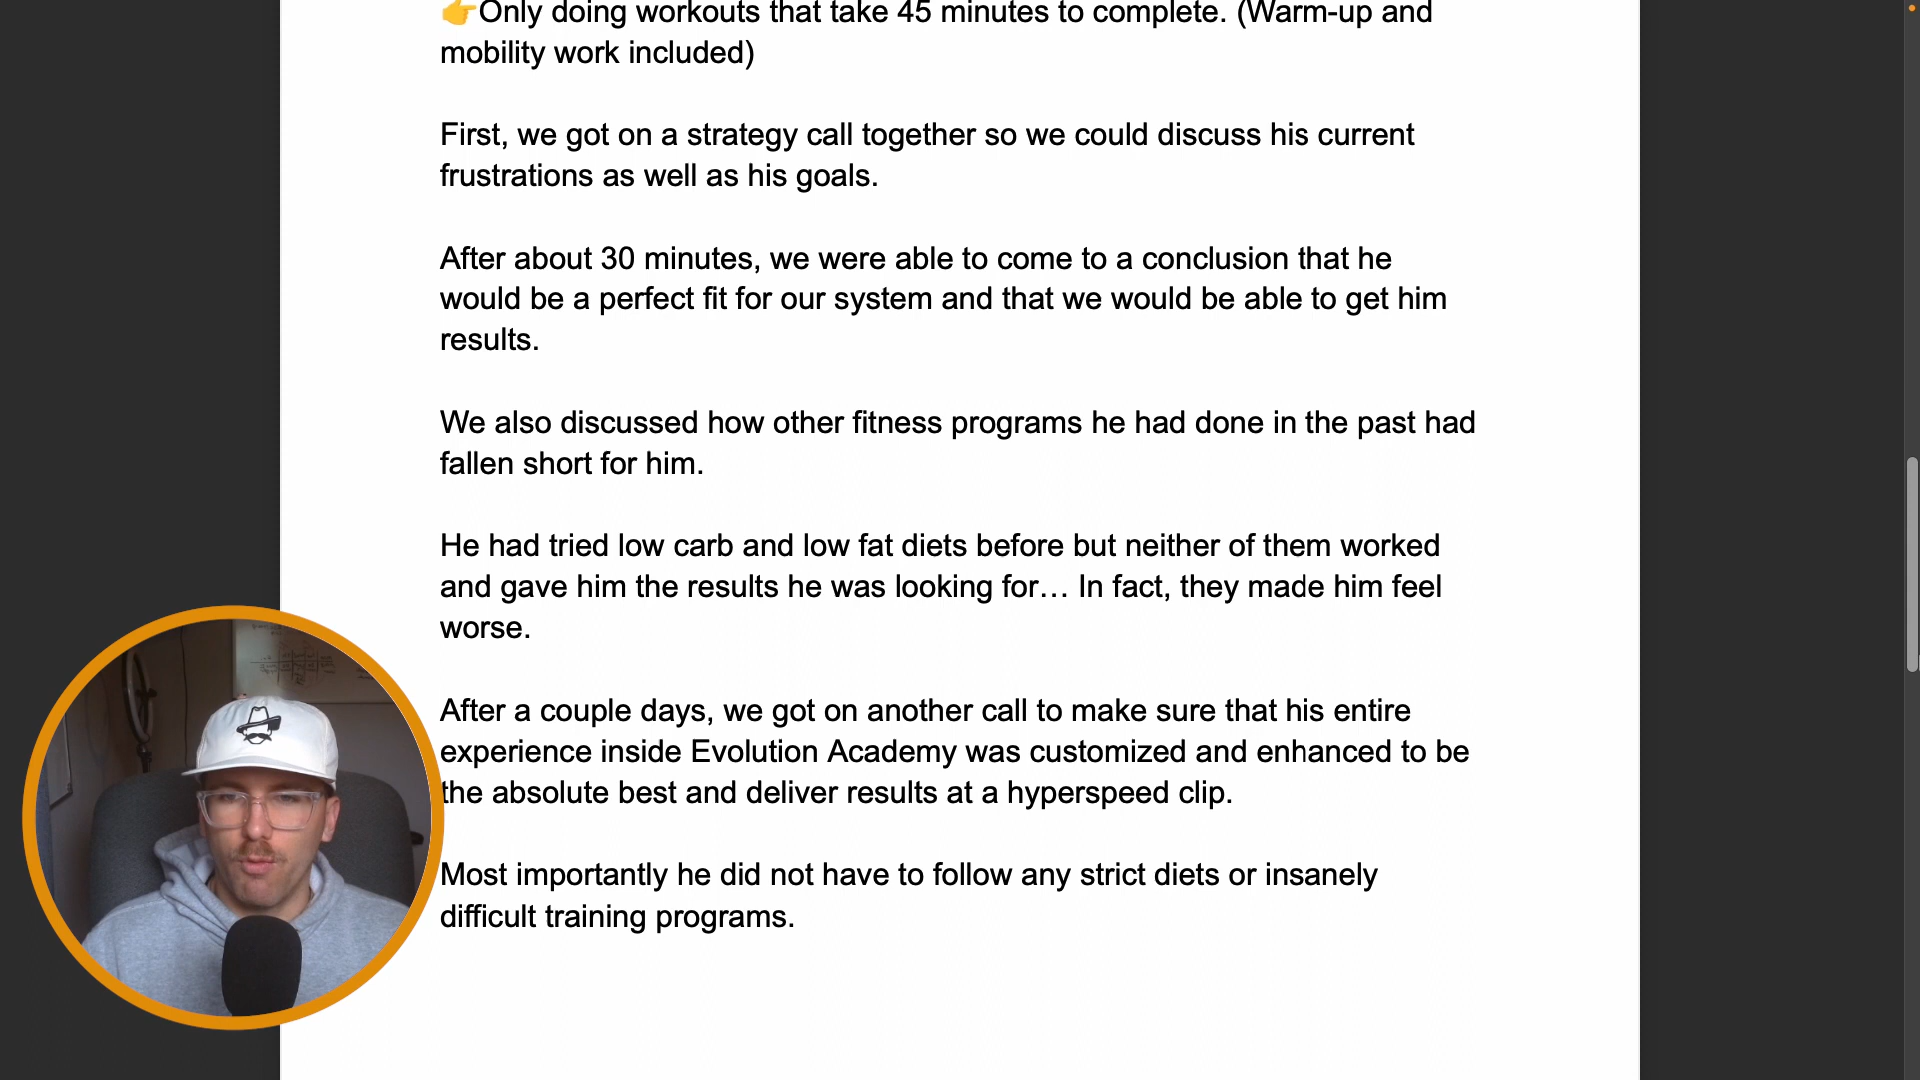 👉Only doing workouts that take 45 minutes to complete. (Warm-up and
mobility work included)
First, we got on a strategy call together so we could discuss his current
frustrations as well as his goals.
After about 30 minutes, we were able to come to a conclusion that he
would be a perfect fit for our system and that we would be able to get him
results.
We also discussed how other fitness programs he had done in the past had
fallen short for him.
He had tried low carb and low fat diets before but neither of them worked
and gave him the results he was looking for… In fact, they made him feel
worse.
After a couple days, we got on another call to make sure that his entire
experience inside Evolution Academy was customized and enhanced to be
the absolute best and deliver results at a hyperspeed clip.
Most importantly he did not have to follow any strict diets or insanely
difficult training programs.